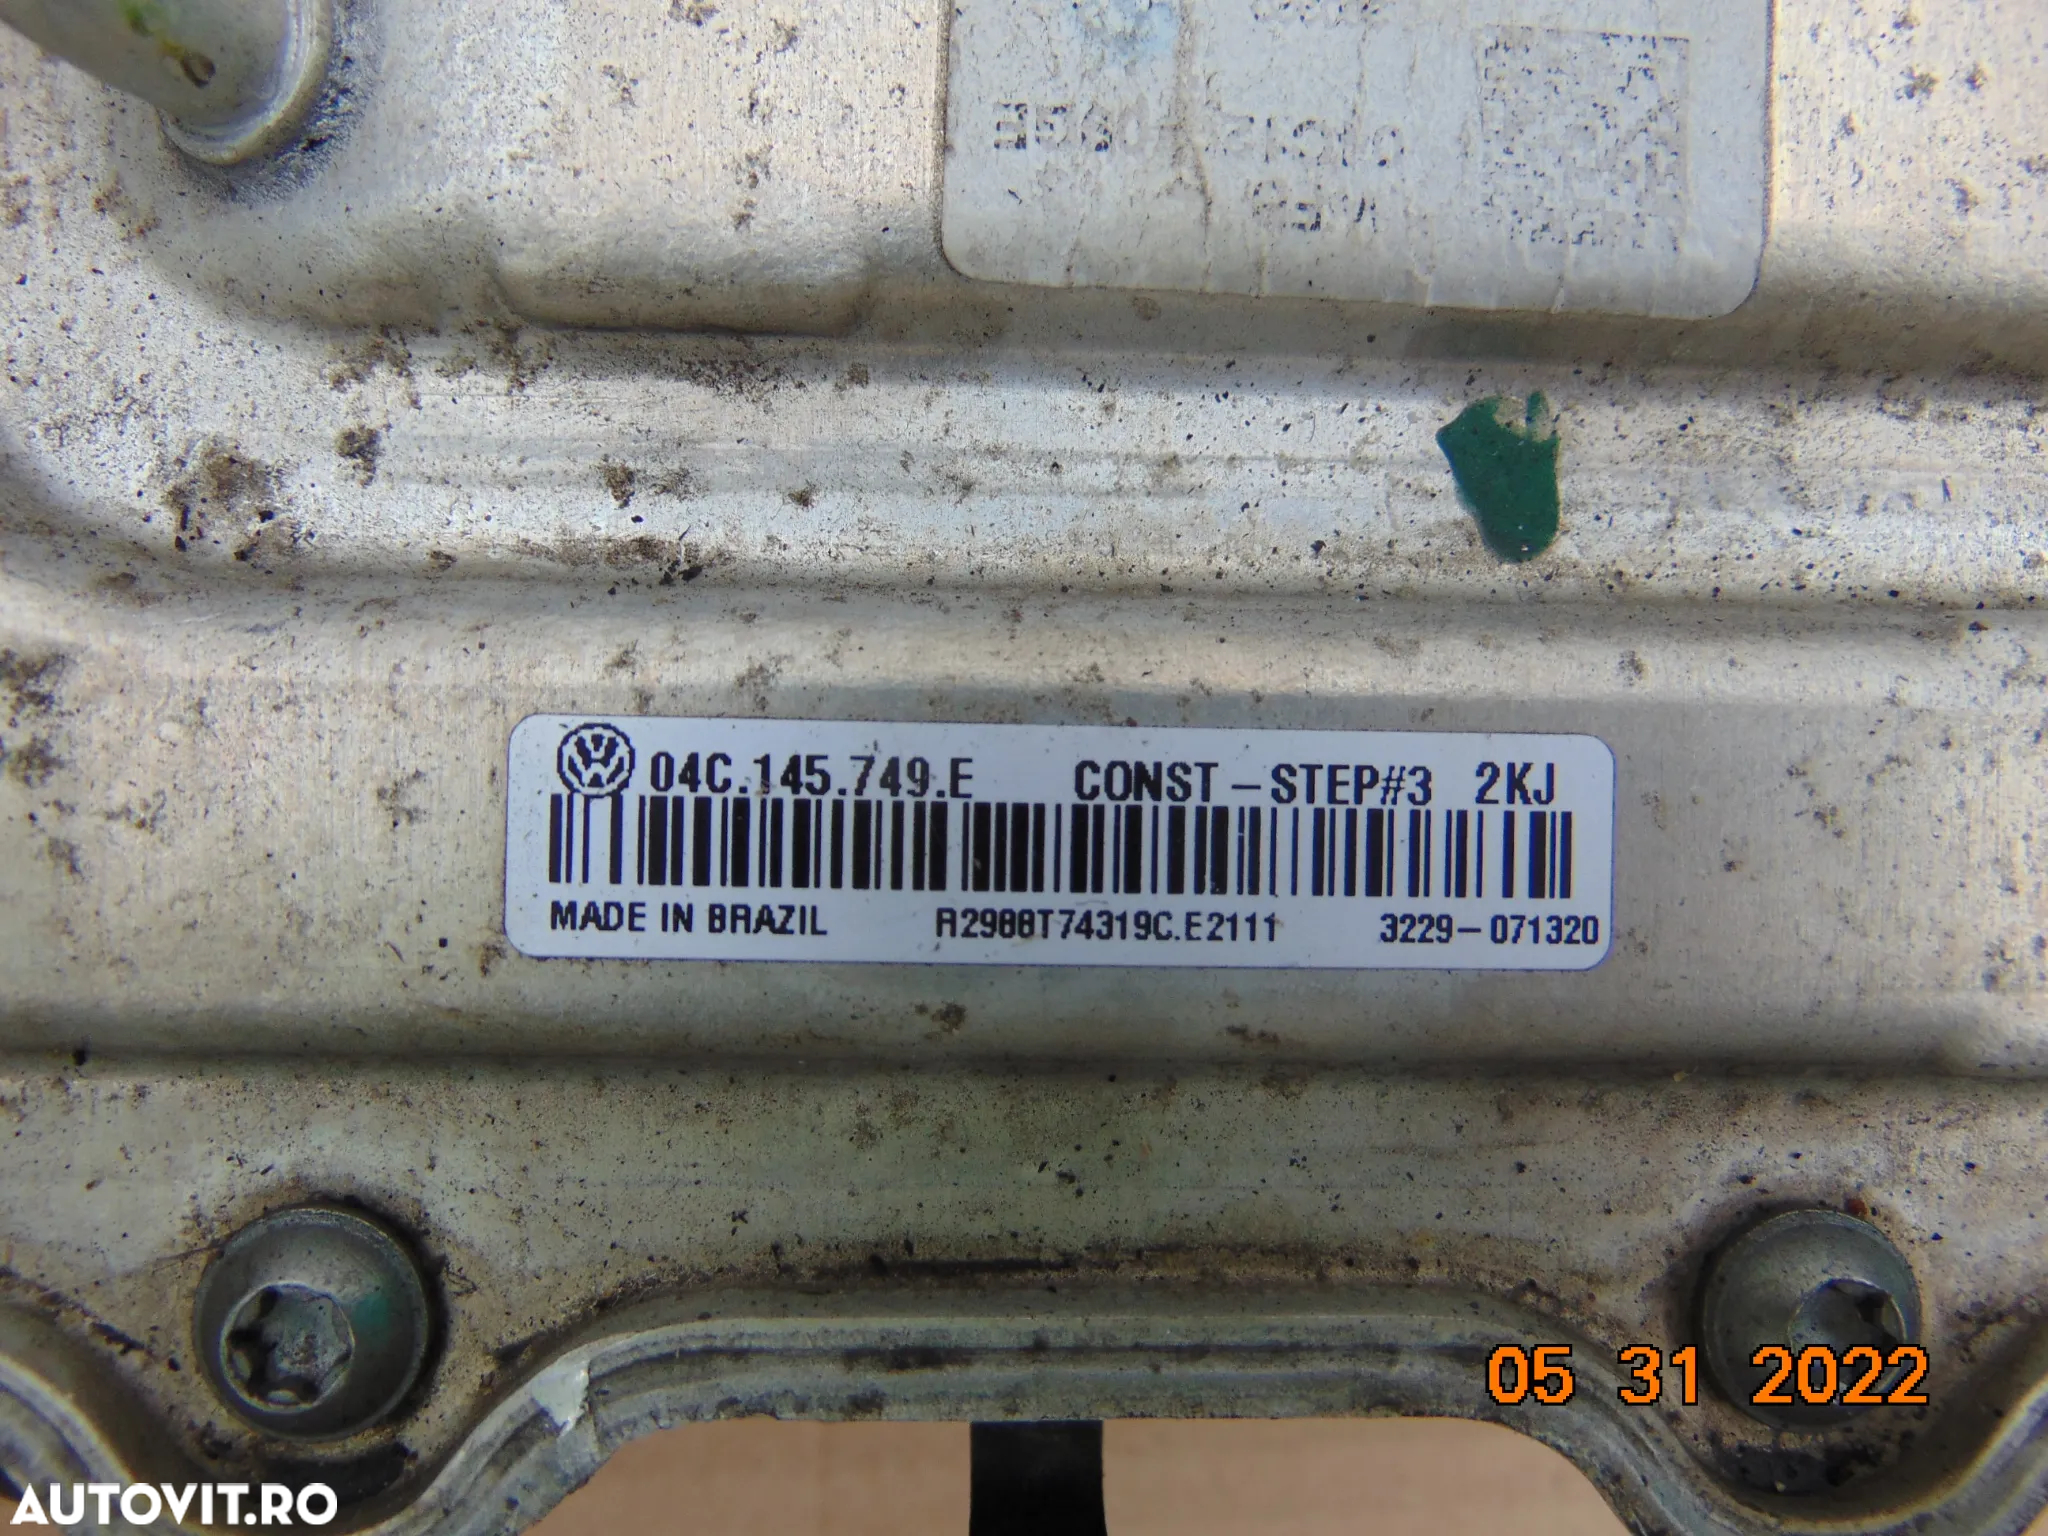 04C.145.749.E CONST-STEP#3 2KJ
MADE IN BRAZIL R2988T74319C.E2111 3229-071320
05 31 2022
AUTOVIT.RO